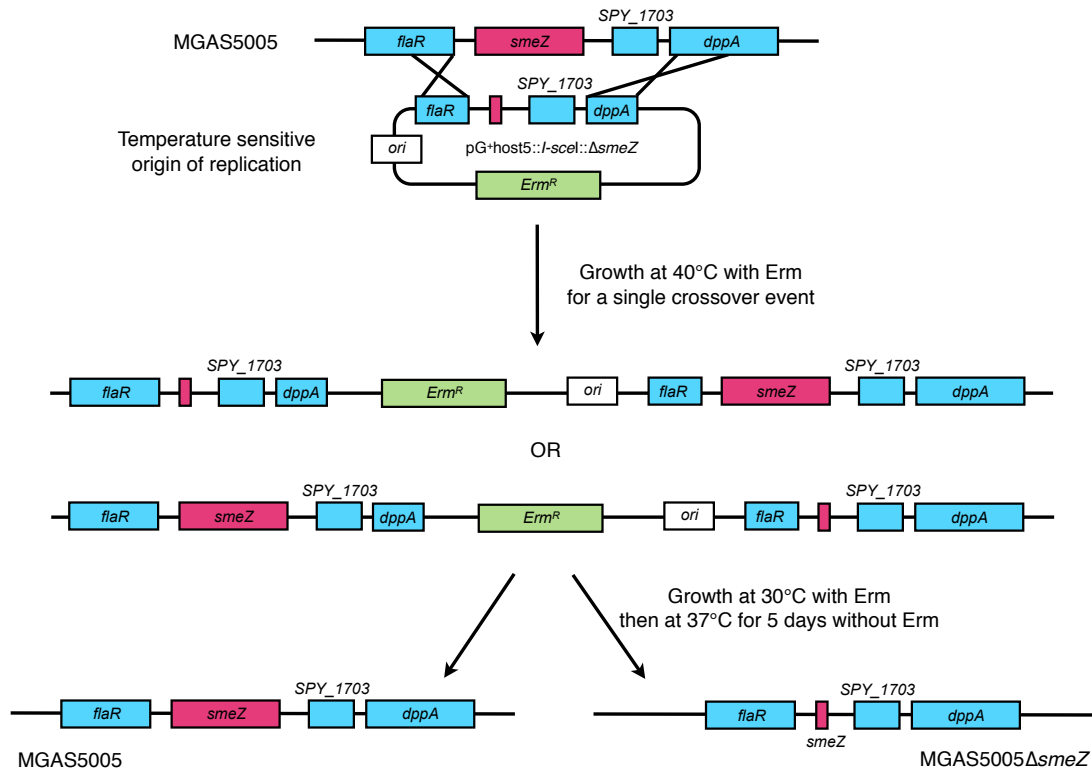 SPY_1703
MGAS5005
flaR
smeZ
dppA
SPY_1703
flaR
dppA
Temperature sensitive
origin of replication
ori
pG+host5::I-sceI::ΔsmeZ
ErmR
Growth at 40°C with Erm
for a single crossover event
SPY_1703
SPY_1703
flaR
dppA
ErmR
ori
flaR
smeZ
dppA
OR
SPY_1703
SPY_1703
flaR
smeZ
dppA
ErmR
ori
flaR
dppA
Growth at 30°C with Erm
then at 37°C for 5 days without Erm
SPY_1703
SPY_1703
flaR
smeZ
dppA
flaR
dppA
smeZ
MGAS5005
MGAS5005ΔsmeZ